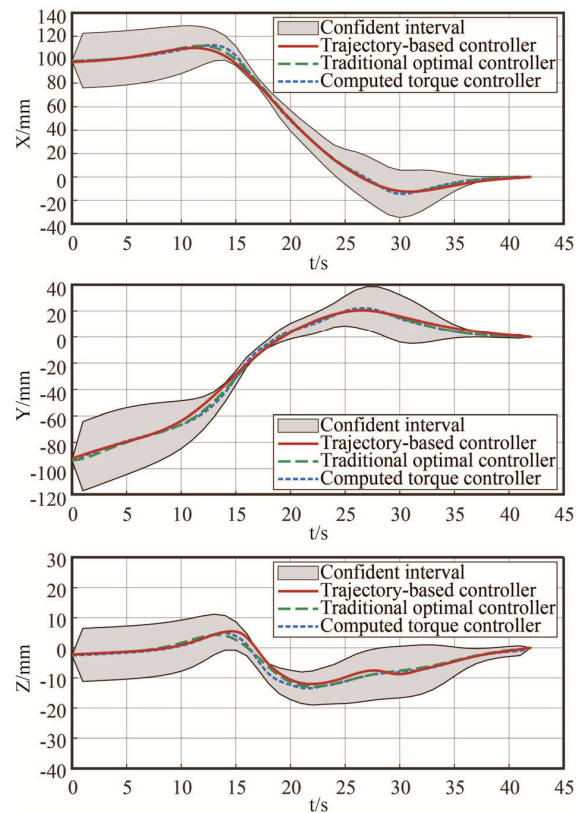 140
120
100
80
60
40
20
0
-20
-40
X/mm
Confident interval
Trajectory-based controller
Traditional optimal controller
Computed torque controller
0 5 10 15 20 25 30 35 40 45
t/s
40
20
0
-20
-40
-60
-80
-100
-120
Y/mm
Confident interval
Trajectory-based controller
Traditional optimal controller
Computed torque controller
0 5 10 15 20 25 30 35 40 45
t/s
30
20
10
0
-10
-20
-30
-40
Z/mm
Confident interval
Trajectory-based controller
Traditional optimal controller
Computed torque controller
0 5 10 15 20 25 30 35 40 45
t/s